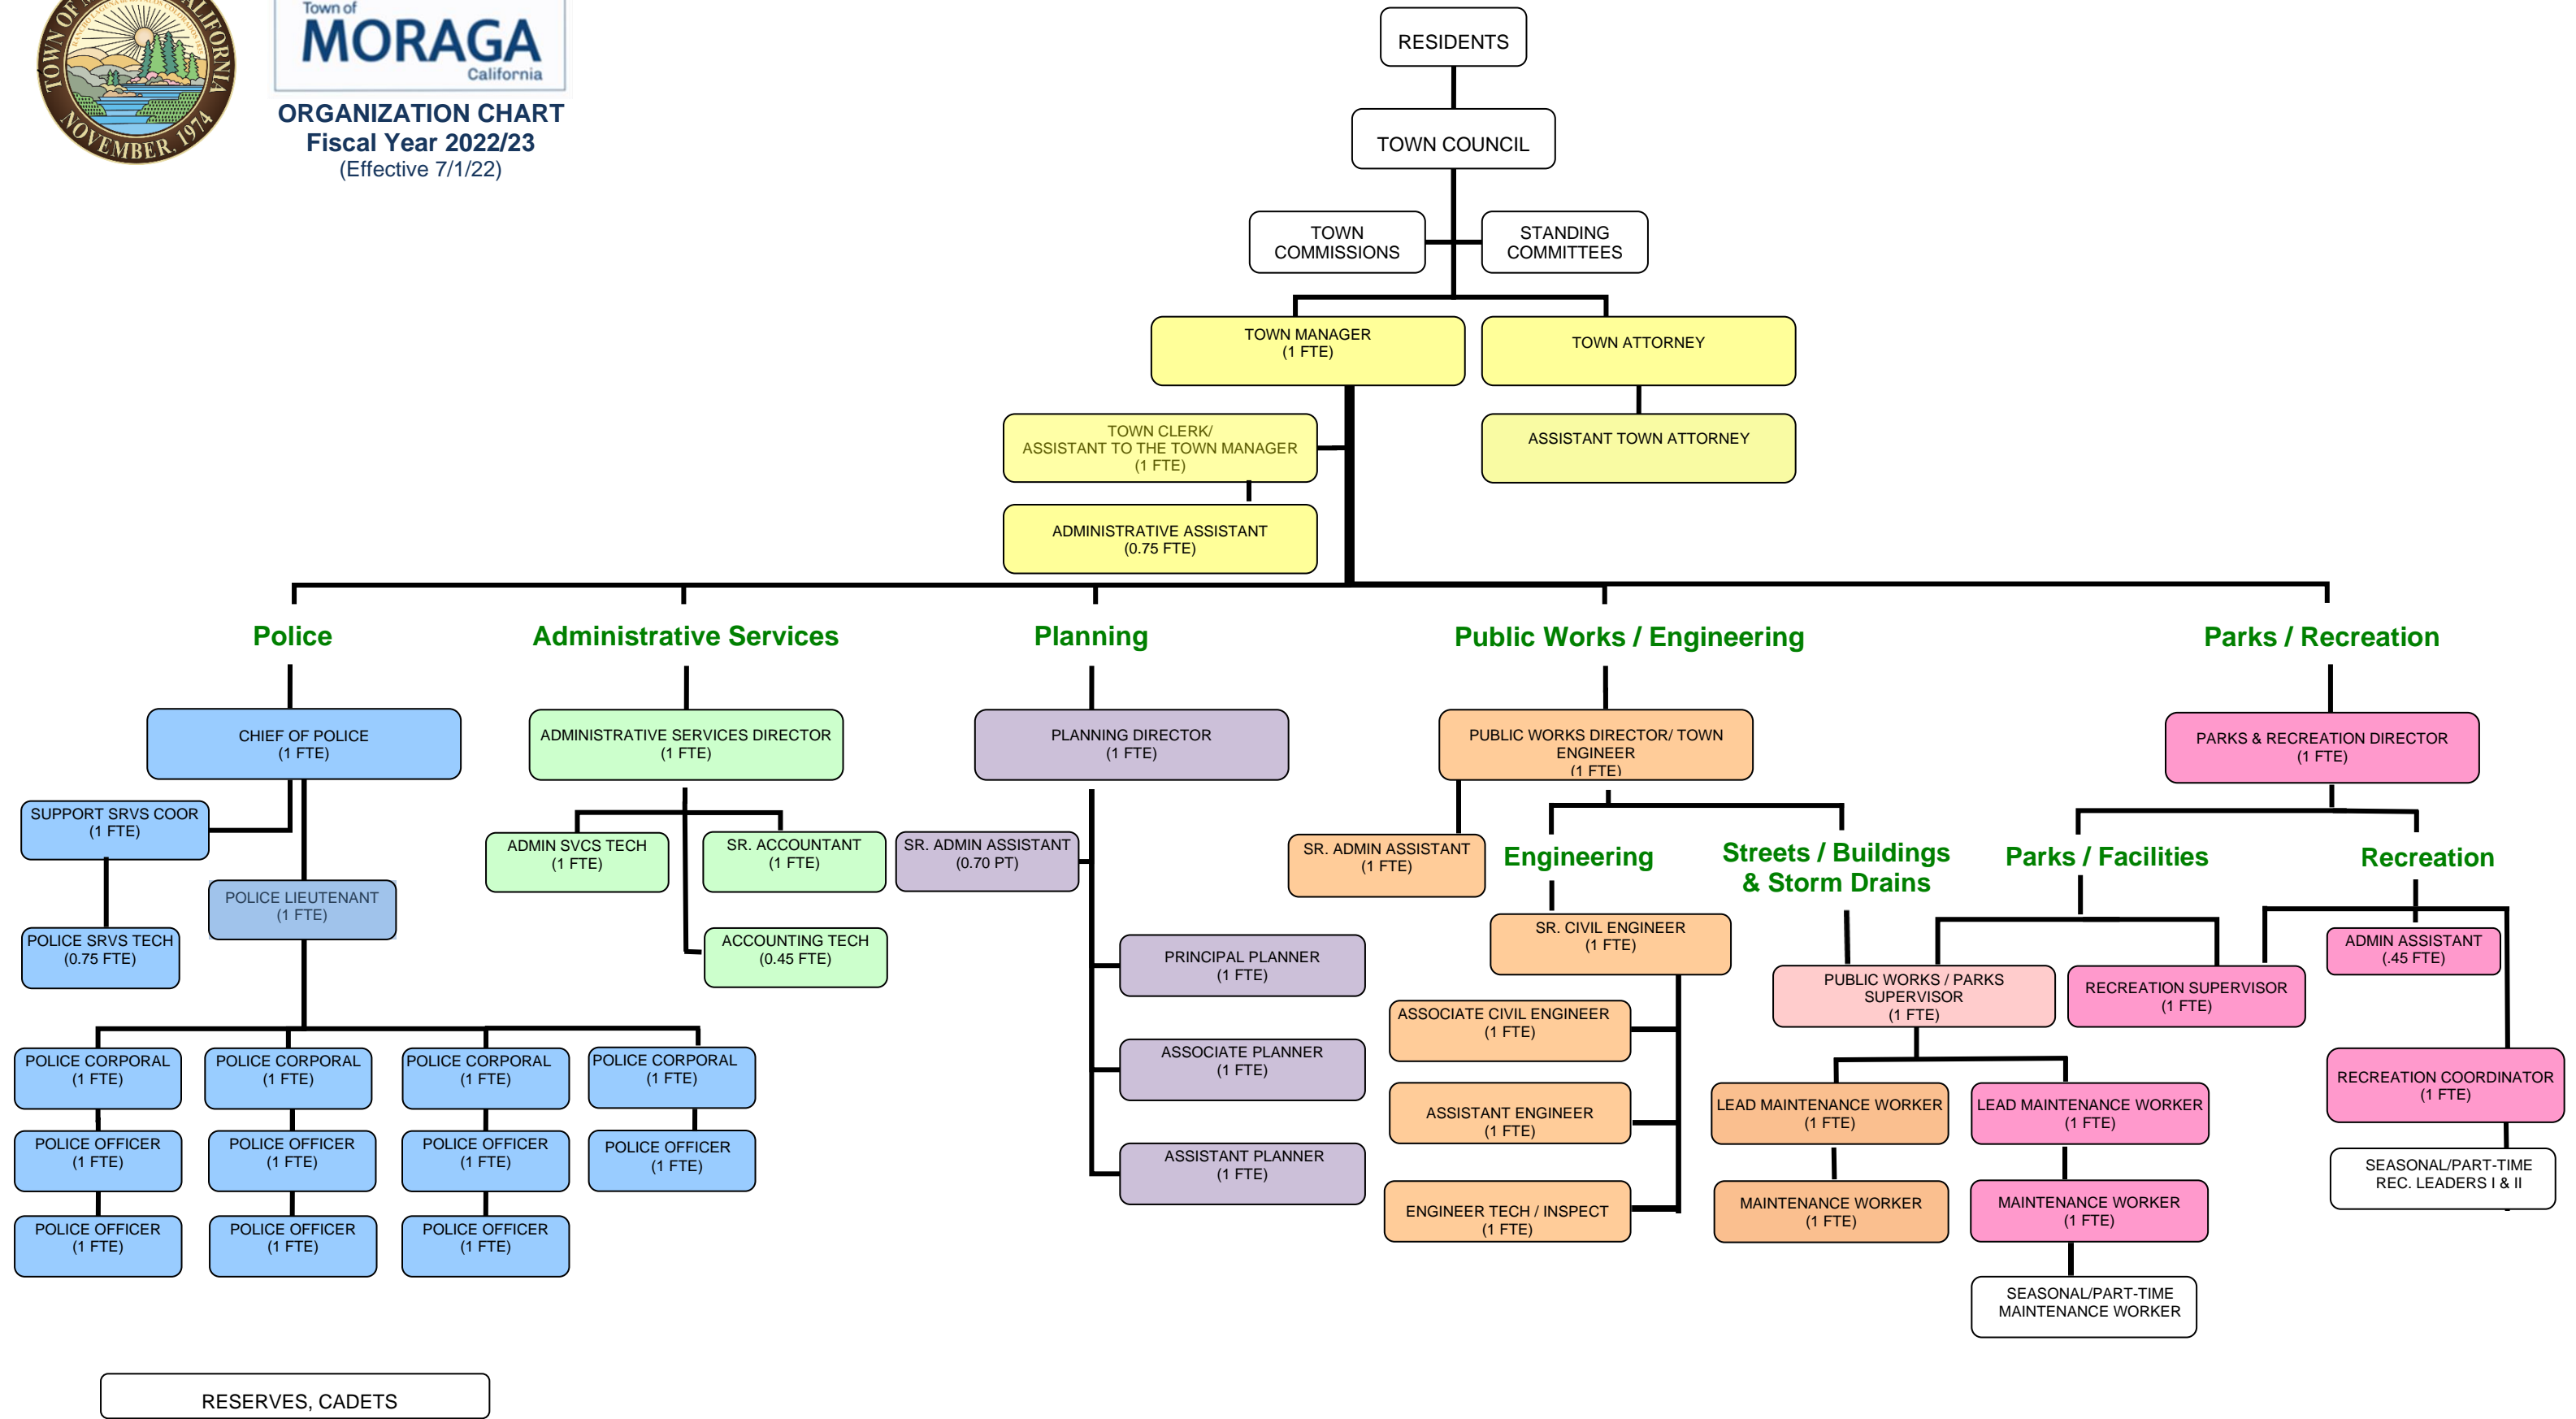 TOWN OF M
CALIFORNIA
NOVEMBER, 1974
Town of
MORAGA
California
ORGANIZATION CHART
Fiscal Year 2022/23
(Effective 7/1/22)
RESIDENTS
TOWN COUNCIL
TOWN
COMMISSIONS
STANDING
COMMITTEES
TOWN MANAGER
(1 FTE)
TOWN ATTORNEY
TOWN CLERK/
ASSISTANT TO THE TOWN MANAGER
(1 FTE)
ASSISTANT TOWN ATTORNEY
ADMINISTRATIVE ASSISTANT
(0.75 FTE)
Police
CHIEF OF POLICE
(1 FTE)
SUPPORT SRVS COOR
(1 FTE)
POLICE LIEUTENANT
(1 FTE)
POLICE SRVS TECH
(0.75 FTE)
POLICE CORPORAL
(1 FTE)
POLICE OFFICER
(1 FTE)
POLICE OFFICER
(1 FTE)
POLICE CORPORAL
(1 FTE)
POLICE OFFICER
(1 FTE)
POLICE OFFICER
(1 FTE)
POLICE CORPORAL
(1 FTE)
POLICE OFFICER
(1 FTE)
POLICE OFFICER
(1 FTE)
POLICE CORPORAL
(1 FTE)
POLICE OFFICER
(1 FTE)
RESERVES, CADETS
Administrative Services
ADMINISTRATIVE SERVICES DIRECTOR
(1 FTE)
ADMIN SVCS TECH
(1 FTE)
SR. ACCOUNTANT
(1 FTE)
ACCOUNTING TECH
(0.45 FTE)
Planning
PLANNING DIRECTOR
(1 FTE)
SR. ADMIN ASSISTANT
(0.70 PT)
PRINCIPAL PLANNER
(1 FTE)
ASSOCIATE PLANNER
(1 FTE)
ASSISTANT PLANNER
(1 FTE)
Public Works / Engineering
PUBLIC WORKS DIRECTOR/ TOWN
ENGINEER
(1 FTE)
SR. ADMIN ASSISTANT
(1 FTE)
Engineering
SR. CIVIL ENGINEER
(1 FTE)
ASSOCIATE CIVIL ENGINEER
(1 FTE)
ASSISTANT ENGINEER
(1 FTE)
ENGINEER TECH / INSPECT
(1 FTE)
Streets / Buildings
& Storm Drains
PUBLIC WORKS / PARKS
SUPERVISOR
(1 FTE)
LEAD MAINTENANCE WORKER
(1 FTE)
MAINTENANCE WORKER
(1 FTE)
LEAD MAINTENANCE WORKER
(1 FTE)
MAINTENANCE WORKER
(1 FTE)
SEASONAL/PART-TIME
MAINTENANCE WORKER
Parks / Recreation
PARKS & RECREATION DIRECTOR
(1 FTE)
Parks / Facilities
RECREATION SUPERVISOR
(1 FTE)
Recreation
ADMIN ASSISTANT
(.45 FTE)
RECREATION COORDINATOR
(1 FTE)
SEASONAL/PART-TIME
REC. LEADERS I & II